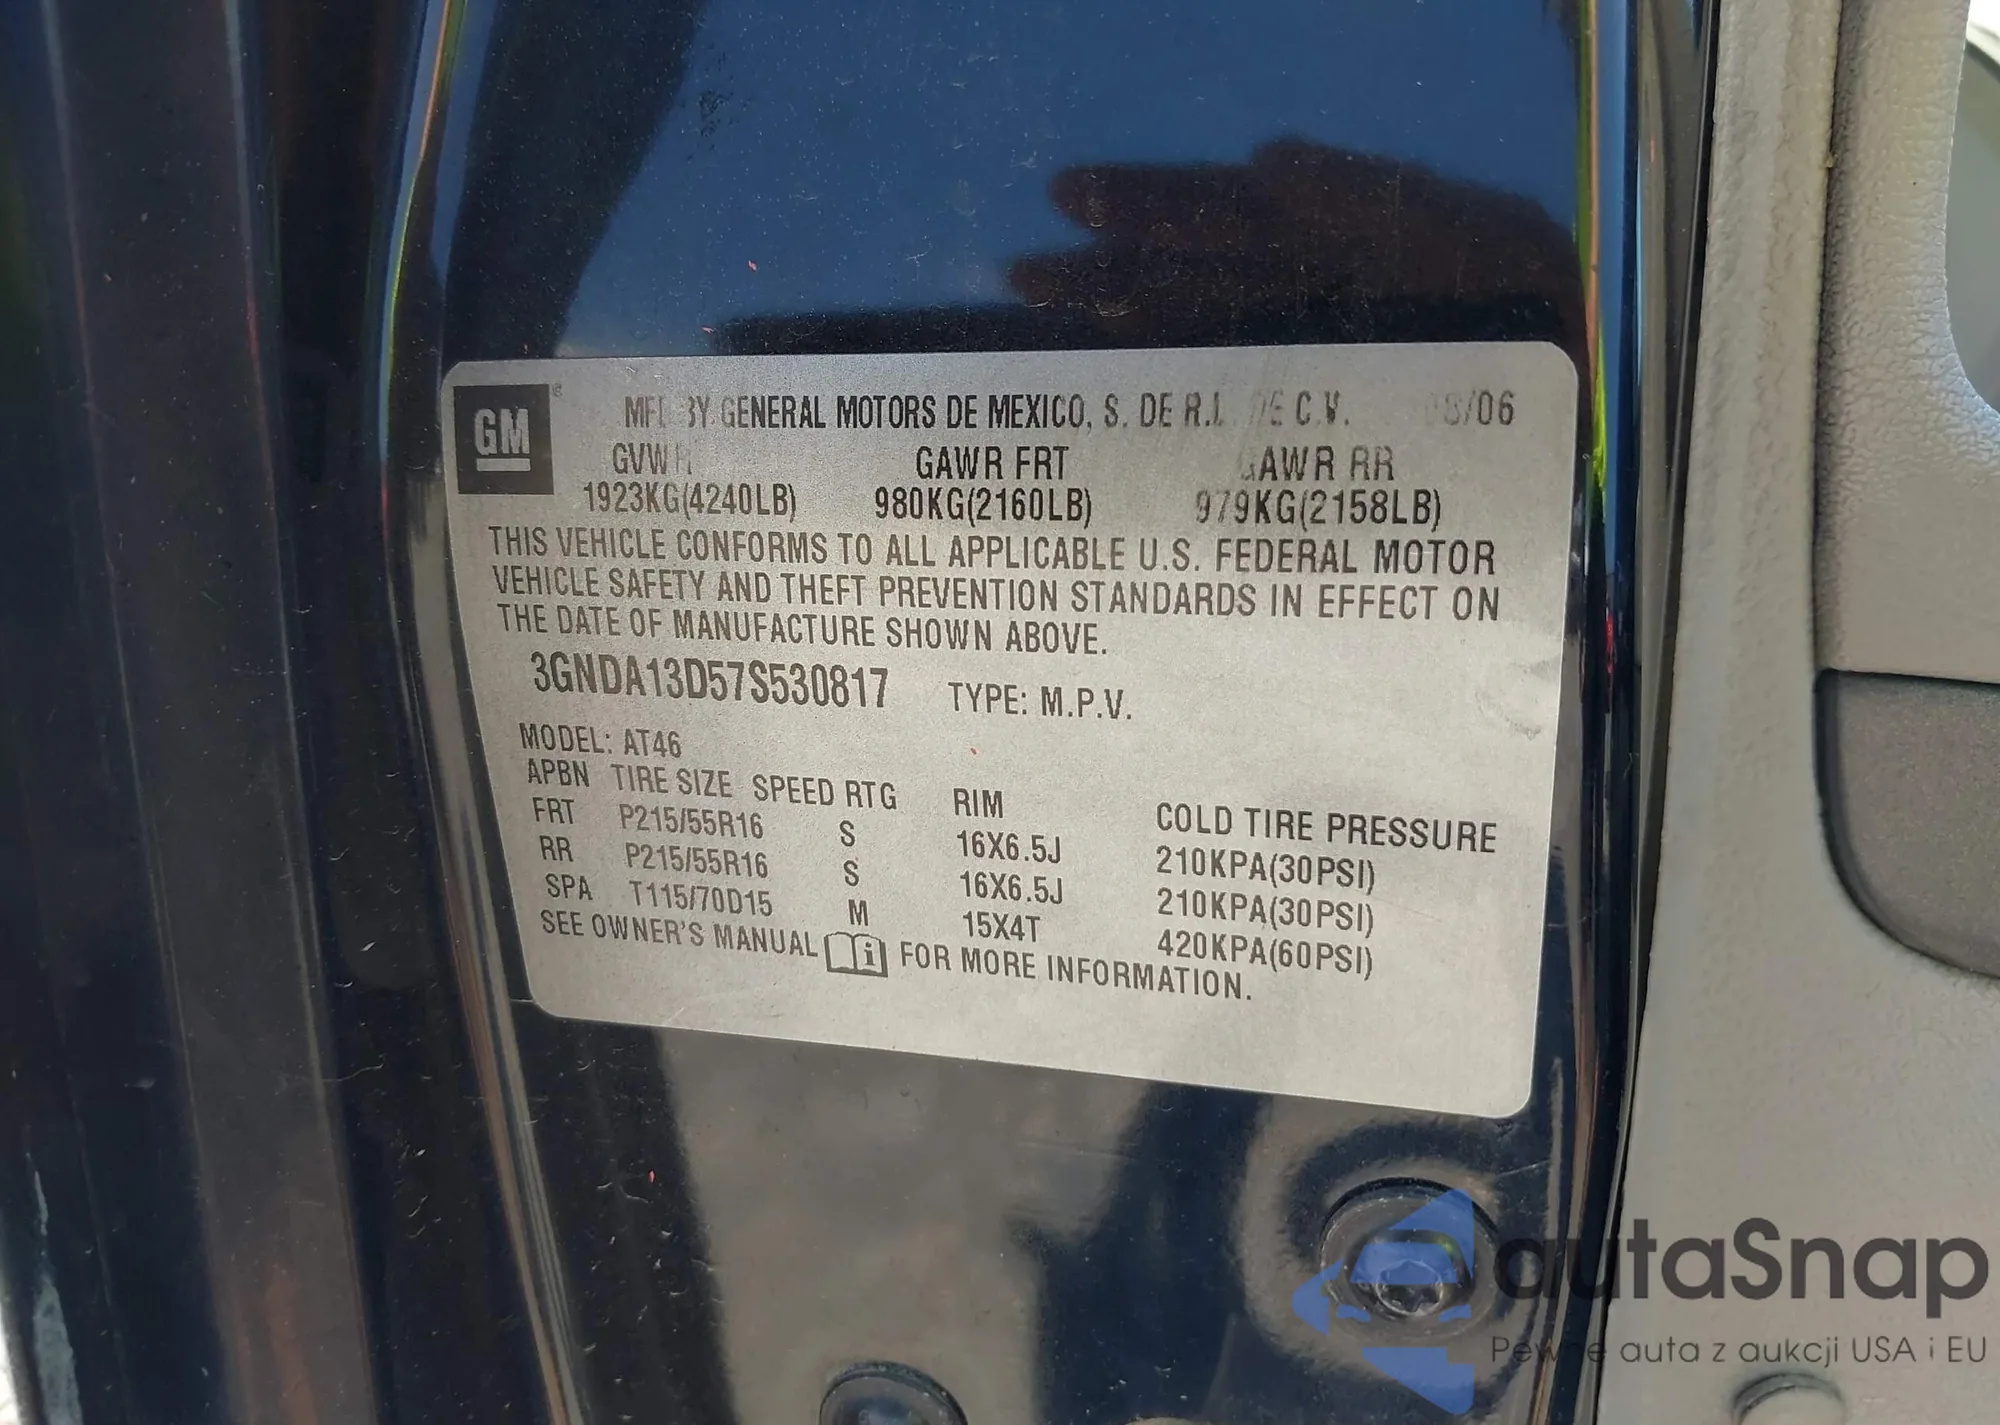 GM
MFD BY GENERAL MOTORS DE MEXICO, S. DE R.L. DE C.V. /06
GVWR GAWR FRT GAWR RR
1923KG(4240LB) 980KG(2160LB) 979KG(2158LB)
THIS VEHICLE CONFORMS TO ALL APPLICABLE U.S. FEDERAL MOTOR
VEHICLE SAFETY AND THEFT PREVENTION STANDARDS IN EFFECT ON
THE DATE OF MANUFACTURE SHOWN ABOVE.
3GNDA13D57S530817 TYPE: M.P.V.
MODEL: AT46
APBN TIRE SIZE SPEED RTG RIM COLD TIRE PRESSURE
FRT P215/55R16 S 16X6.5J 210KPA(30PSI)
RR P215/55R16 S 16X6.5J 210KPA(30PSI)
SPA T115/70D15 M 15X4T 420KPA(60PSI)
SEE OWNER'S MANUAL FOR MORE INFORMATION.
autaSnap
Pewne auta z aukcji USA i EU